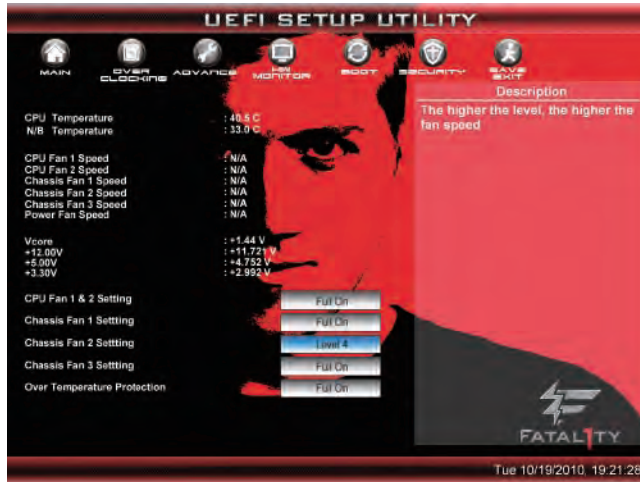 UEFI SETUP UTILITY
MAIN
OVER CLOCKING
ADVANCE
H/W MONITOR
BOOT
SECURITY
SAVE EXIT
Description
The higher the level, the higher the
fan speed
CPU Temperature : 40.5 C
N/B Temperature : 33.0 C
CPU Fan 1 Speed : N/A
CPU Fan 2 Speed : N/A
Chassis Fan 1 Speed : N/A
Chassis Fan 2 Speed : N/A
Chassis Fan 3 Speed : N/A
Power Fan Speed : N/A
Vcore : +1.44 V
+12.00V : +11.721 V
+5.00V : +4.752 V
+3.30V : +2.992 V
CPU Fan 1 & 2 Setting Full On
Chassis Fan 1 Settting Full On
Chassis Fan 2 Settting Level 4
Chassis Fan 3 Settting Full On
Over Temperature Protection Full On
FATAL1TY
Tue 10/19/2010, 19:21:28